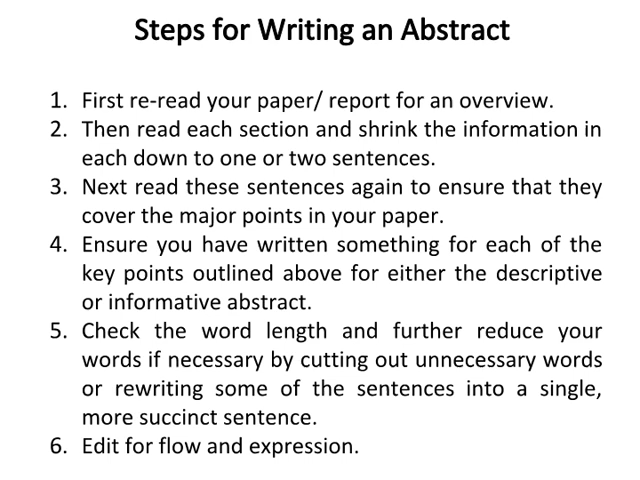 Steps for Writing an Abstract
1. First re-read your paper/ report for an overview.
2. Then read each section and shrink the information in
each down to one or two sentences.
3. Next read these sentences again to ensure that they
cover the major points in your paper.
4. Ensure you have written something for each of the
key points outlined above for either the descriptive
or informative abstract.
5. Check the word length and further reduce your
words if necessary by cutting out unnecessary words
or rewriting some of the sentences into a single,
more succinct sentence.
6. Edit for flow and expression.